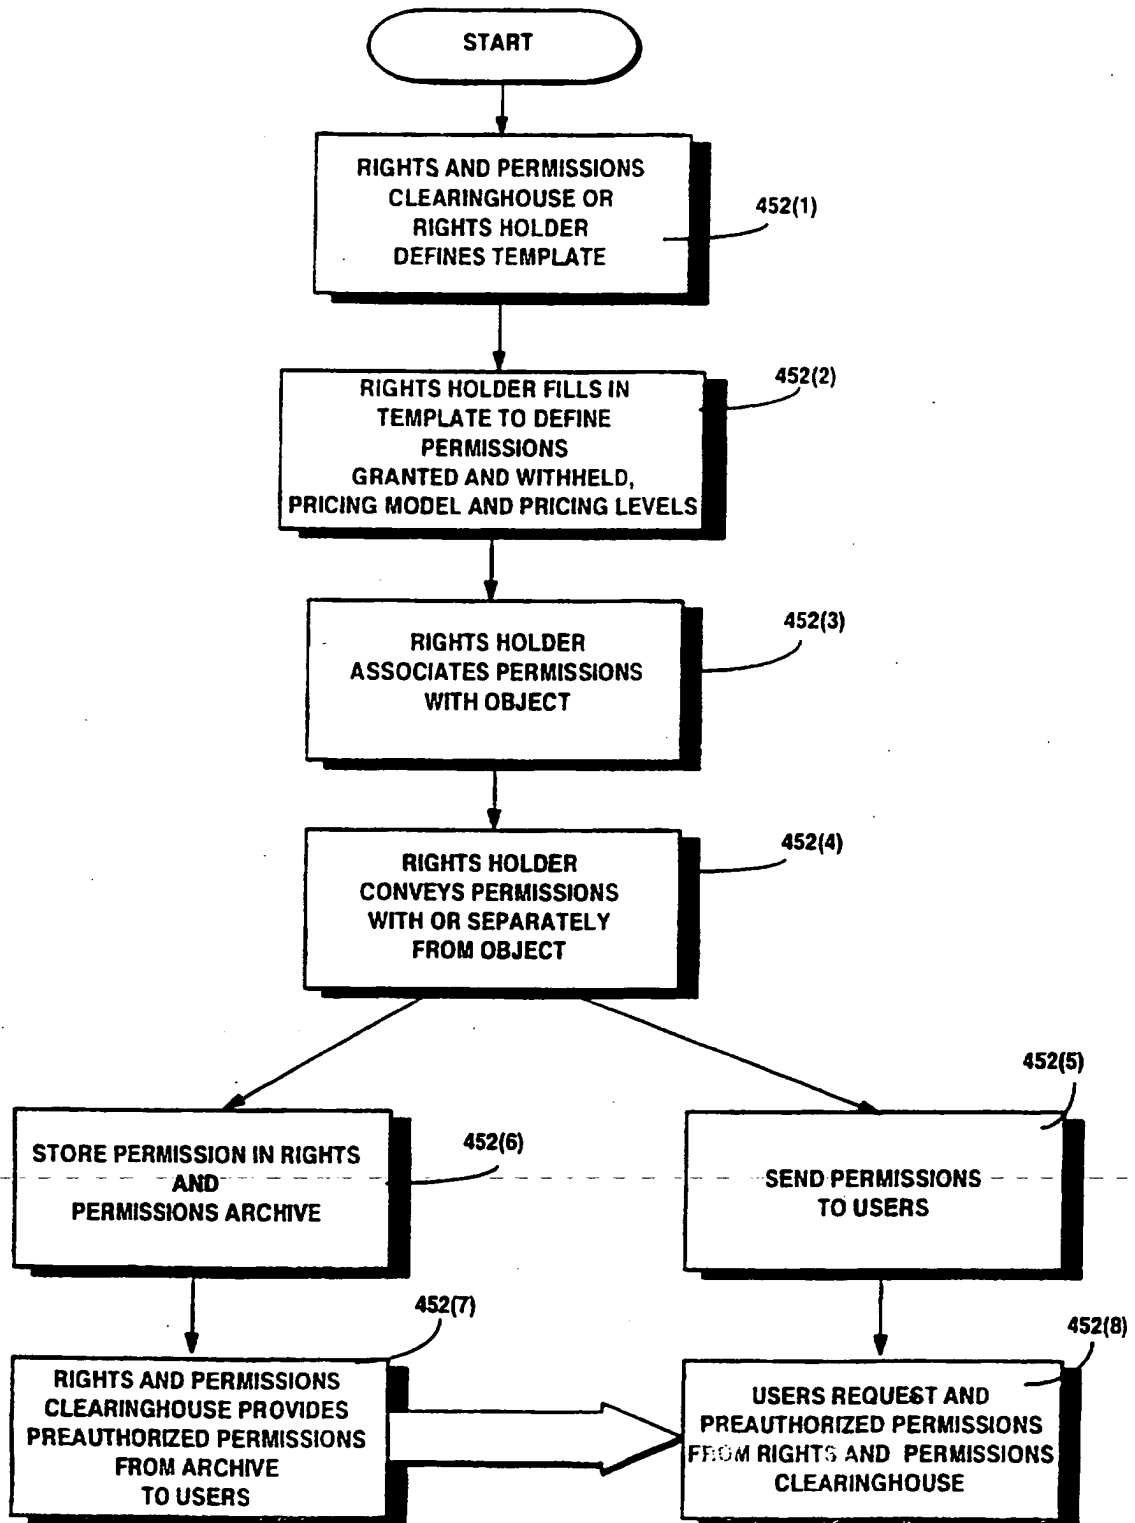 START
RIGHTS AND PERMISSIONS
CLEARINGHOUSE OR
RIGHTS HOLDER
DEFINES TEMPLATE
452(1)
RIGHTS HOLDER FILLS IN
TEMPLATE TO DEFINE
PERMISSIONS
GRANTED AND WITHHELD,
PRICING MODEL AND PRICING LEVELS
452(2)
RIGHTS HOLDER
ASSOCIATES PERMISSIONS
WITH OBJECT
452(3)
RIGHTS HOLDER
CONVEYS PERMISSIONS
WITH OR SEPARATELY
FROM OBJECT
452(4)
STORE PERMISSION IN RIGHTS
AND
PERMISSIONS ARCHIVE
452(6)
SEND PERMISSIONS
TO USERS
452(5)
RIGHTS AND PERMISSIONS
CLEARINGHOUSE PROVIDES
PREAUTHORIZED PERMISSIONS
FROM ARCHIVE
TO USERS
452(7)
USERS REQUEST AND
PREAUTHORIZED PERMISSIONS
FROM RIGHTS AND PERMISSIONS
CLEARINGHOUSE
452(8)